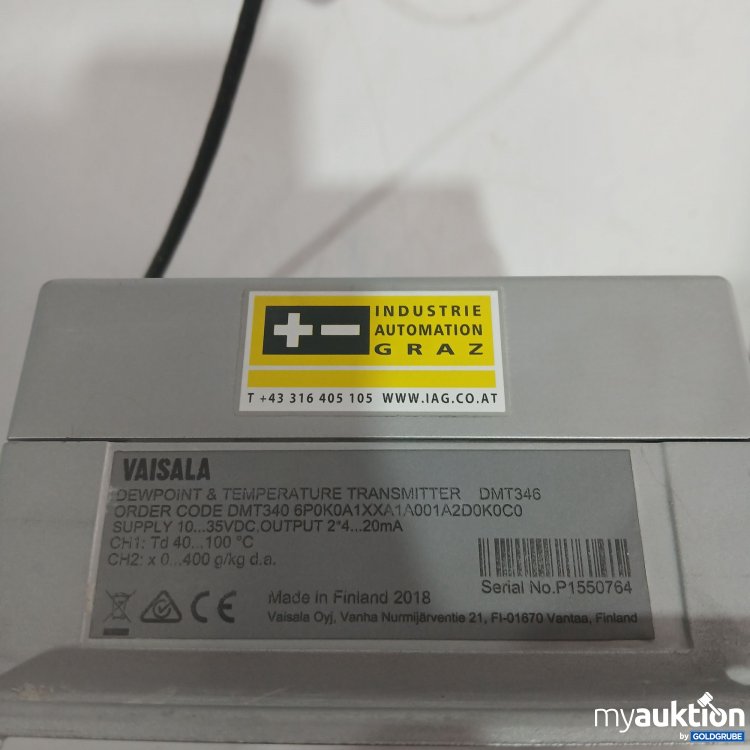 INDUSTRIE
AUTOMATION
GRAZ
T +43 316 405 105 WWW.IAG.CO.AT
VAISALA
DEWPOINT & TEMPERATURE TRANSMITTER DMT346
ORDER CODE DMT340 6P0K0A1XXA1A001A2D0K0C0
SUPPLY 10...35VDC,OUTPUT 2*4...20mA
CH1: Td 40...100 °C
CH2: x 0...400 g/kg d.a.
Serial No.P1550764
CE
Made in Finland 2018
Vaisala Oyj, Vanha Nurmijärventie 21, FI-01670 Vantaa, Finland
myauktion
by GOLDGRUBE